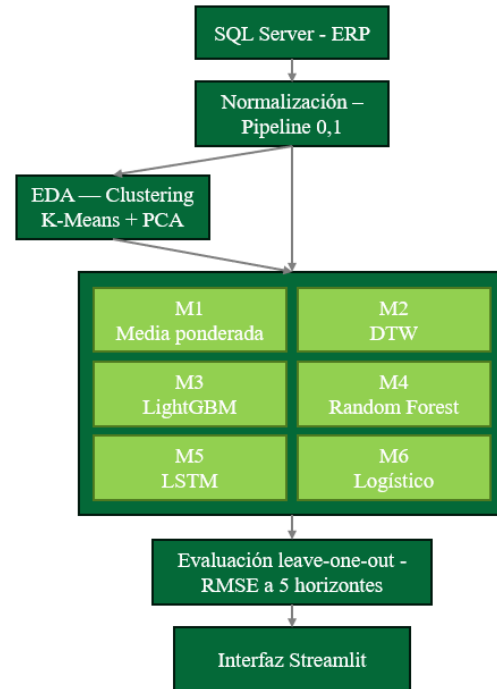 SQL Server - ERP
Normalización –
Pipeline 0,1
EDA — Clustering
K-Means + PCA
M1
Media ponderada
M2
DTW
M3
LightGBM
M4
Random Forest
M5
LSTM
M6
Logístico
Evaluación leave-one-out -
RMSE a 5 horizontes
Interfaz Streamlit